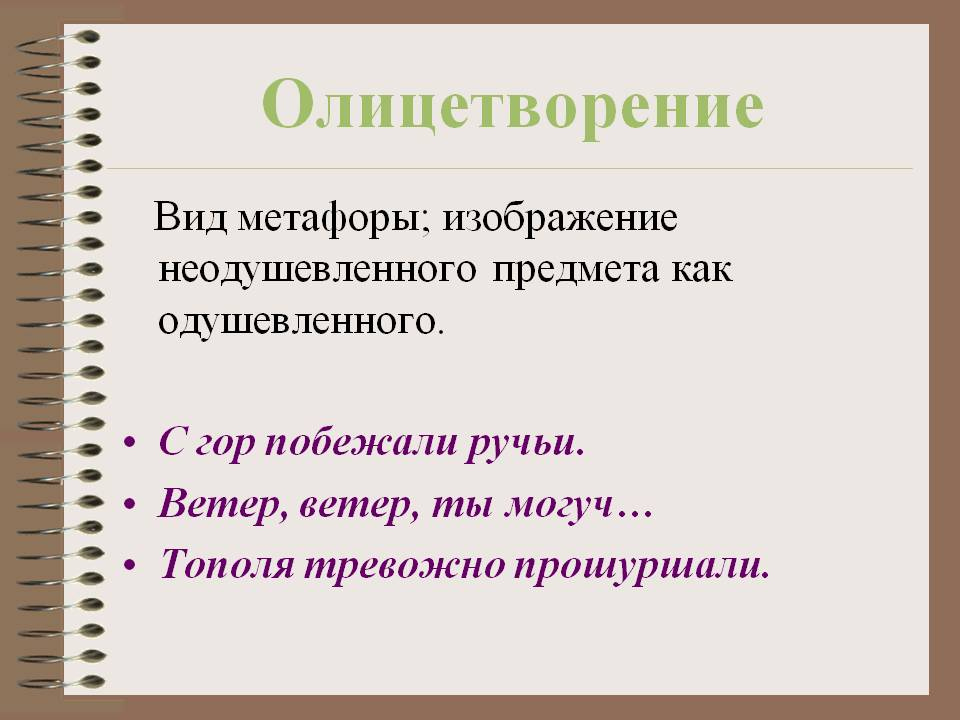 Олицетворение
Вид метафоры; изображение
неодушевленного предмета как
одушевленного.
• С гор побежали ручьи.
• Ветер, ветер, ты могуч…
• Тополя тревожно прошуршали.